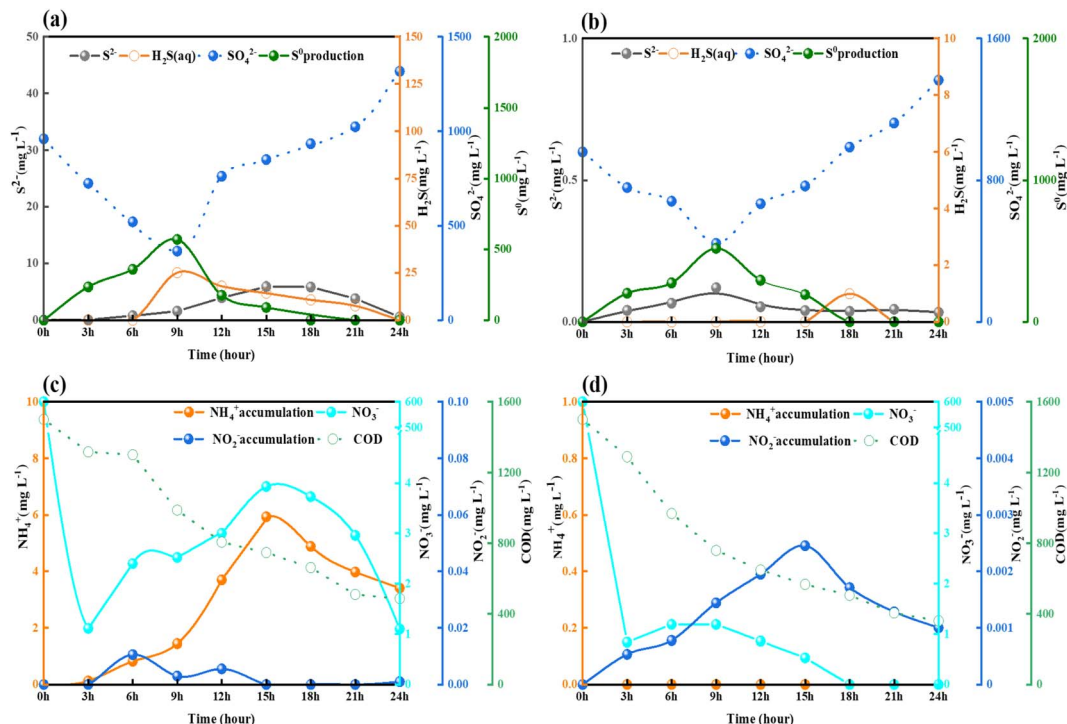 (a)
S²⁻ H₂S(aq) SO₄²⁻ S⁰production
50
40
30
20
10
0
S²⁻(mg L⁻¹)
150
125
100
75
50
25
0
H₂S(mg L⁻¹)
1500
1000
500
0
SO₄²⁻(mg L⁻¹)
2000
1500
1000
500
0
S⁰(mg L⁻¹)
0h 3h 6h 9h 12h 15h 18h 21h 24h
Time (hour)
(b)
S²⁻ H₂S(aq) SO₄²⁻ S⁰production
1.0
0.5
0.0
S²⁻(mg L⁻¹)
10
8
6
4
2
0
H₂S(mg L⁻¹)
1600
800
0
SO₄²⁻(mg L⁻¹)
2000
1000
0
S⁰(mg L⁻¹)
0h 3h 6h 9h 12h 15h 18h 21h 24h
Time (hour)
(c)
NH₄⁺accumulation NO₃⁻
NO₂⁻accumulation COD
10
8
6
4
2
0
NH₄⁺(mg L⁻¹)
600
500
4
3
2
1
0
NO₃⁻(mg L⁻¹)
0.10
0.08
0.06
0.04
0.02
0.00
NO₂⁻(mg L⁻¹)
1600
1200
800
400
0
COD(mg L⁻¹)
0h 3h 6h 9h 12h 15h 18h 21h 24h
Time (hour)
(d)
NH₄⁺accumulation NO₃⁻
NO₂⁻accumulation COD
1.0
0.8
0.6
0.4
0.2
0.0
NH₄⁺(mg L⁻¹)
600
500
4
3
2
1
0
NO₃⁻(mg L⁻¹)
0.005
0.004
0.003
0.002
0.001
0.000
NO₂⁻(mg L⁻¹)
1600
1200
800
400
0
COD(mg L⁻¹)
0h 3h 6h 9h 12h 15h 18h 21h 24h
Time (hour)